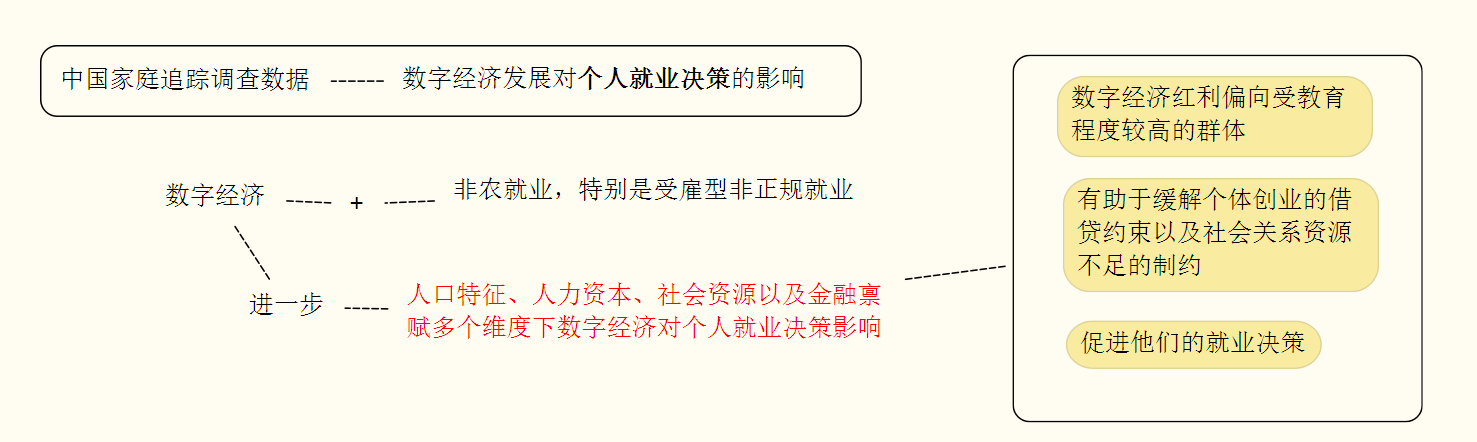 中国家庭追踪调查数据 ------ 数字经济发展对个人就业决策的影响
数字经济 ----- + ------ 非农就业，特别是受雇型非正规就业
进一步 ----- 人口特征、人力资本、社会资源以及金融禀
赋多个维度下数字经济对个人就业决策影响
数字经济红利偏向受教育
程度较高的群体
有助于缓解个体创业的借
贷约束以及社会关系资源
不足的制约
促进他们的就业决策